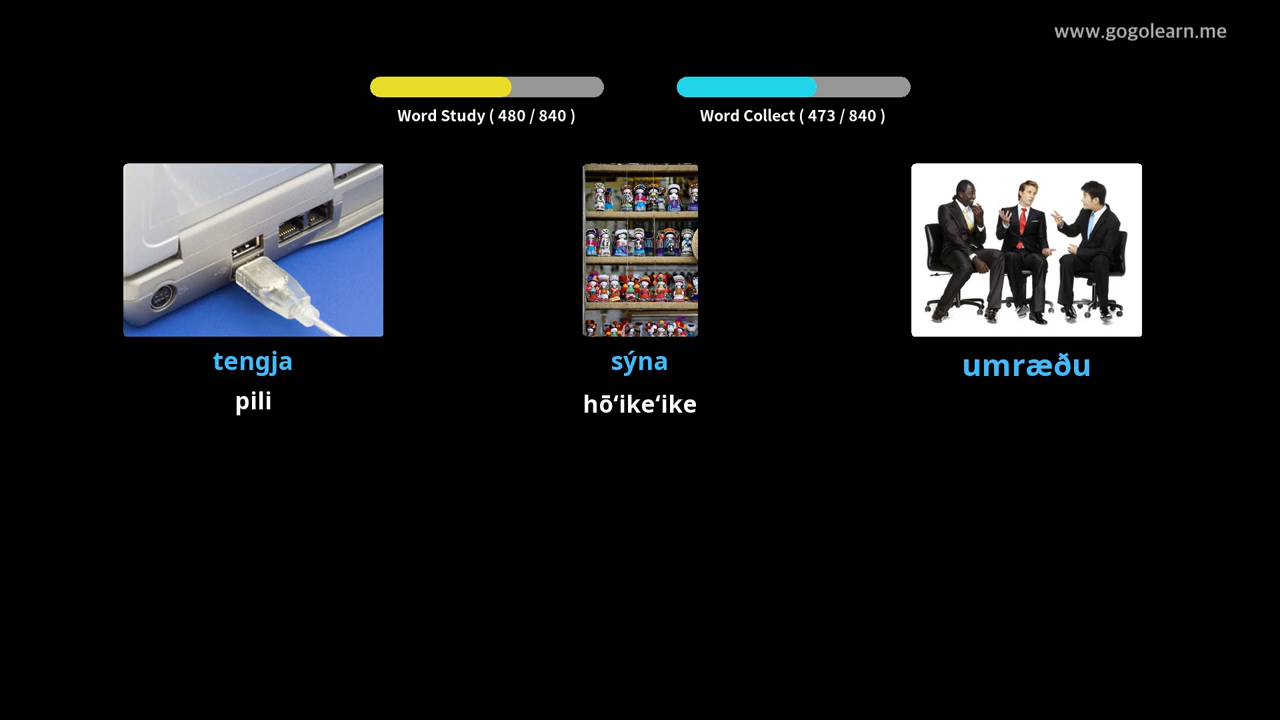 www.gogolearn.me
Word Study ( 480 / 840 )
Word Collect ( 473 / 840 )
tengja
pili
sýna
hōʻikeʻike
umræðu